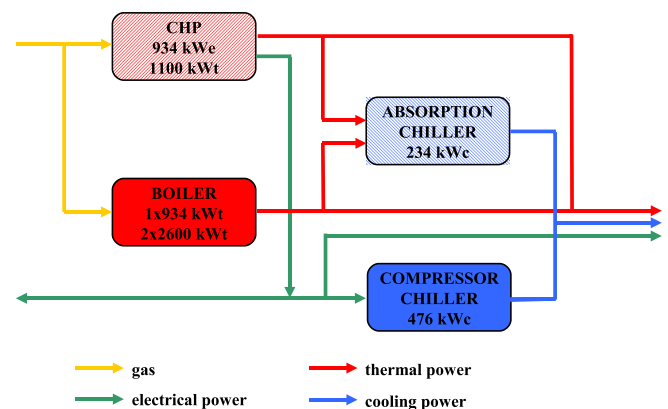 CHP
934 kWe
1100 kWt
ABSORPTION
CHILLER
234 kWc
BOILER
1x934 kWt
2x2600 kWt
COMPRESSOR
CHILLER
476 kWc
gas
thermal power
electrical power
cooling power